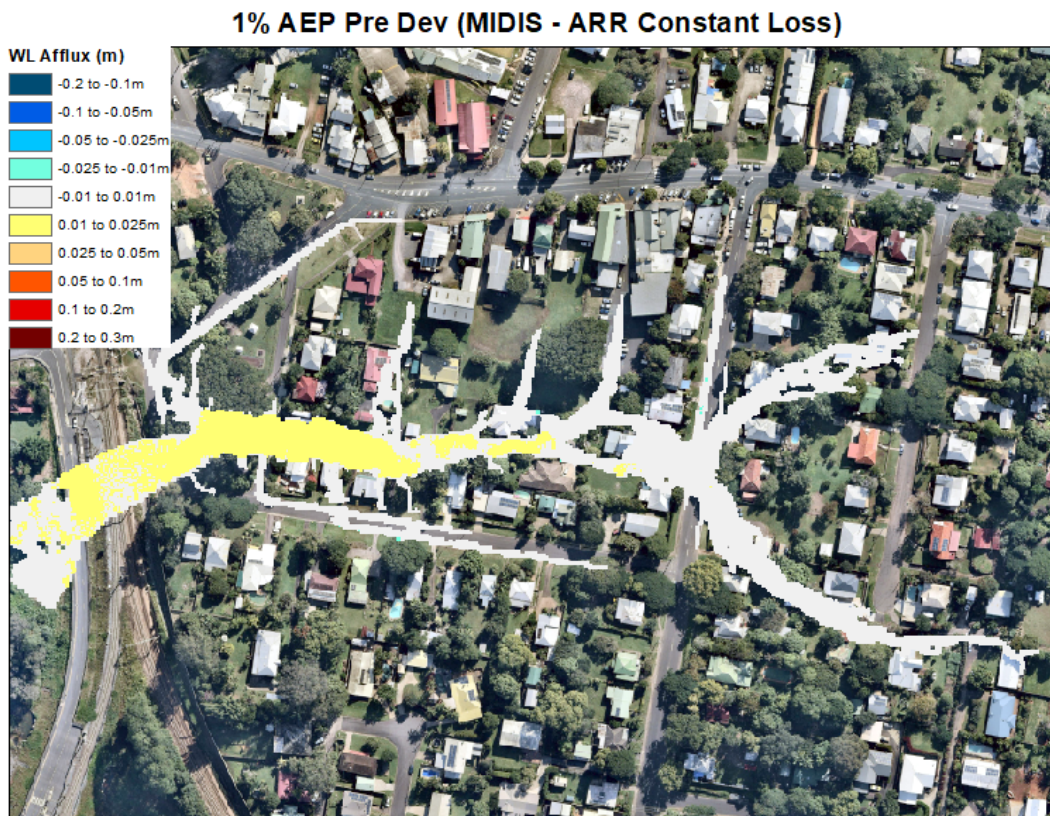 1% AEP Pre Dev (MIDIS - ARR Constant Loss)
WL Afflux (m)
-0.2 to -0.1m
-0.1 to -0.05m
-0.05 to -0.025m
-0.025 to -0.01m
-0.01 to 0.01m
0.01 to 0.025m
0.025 to 0.05m
0.05 to 0.1m
0.1 to 0.2m
0.2 to 0.3m